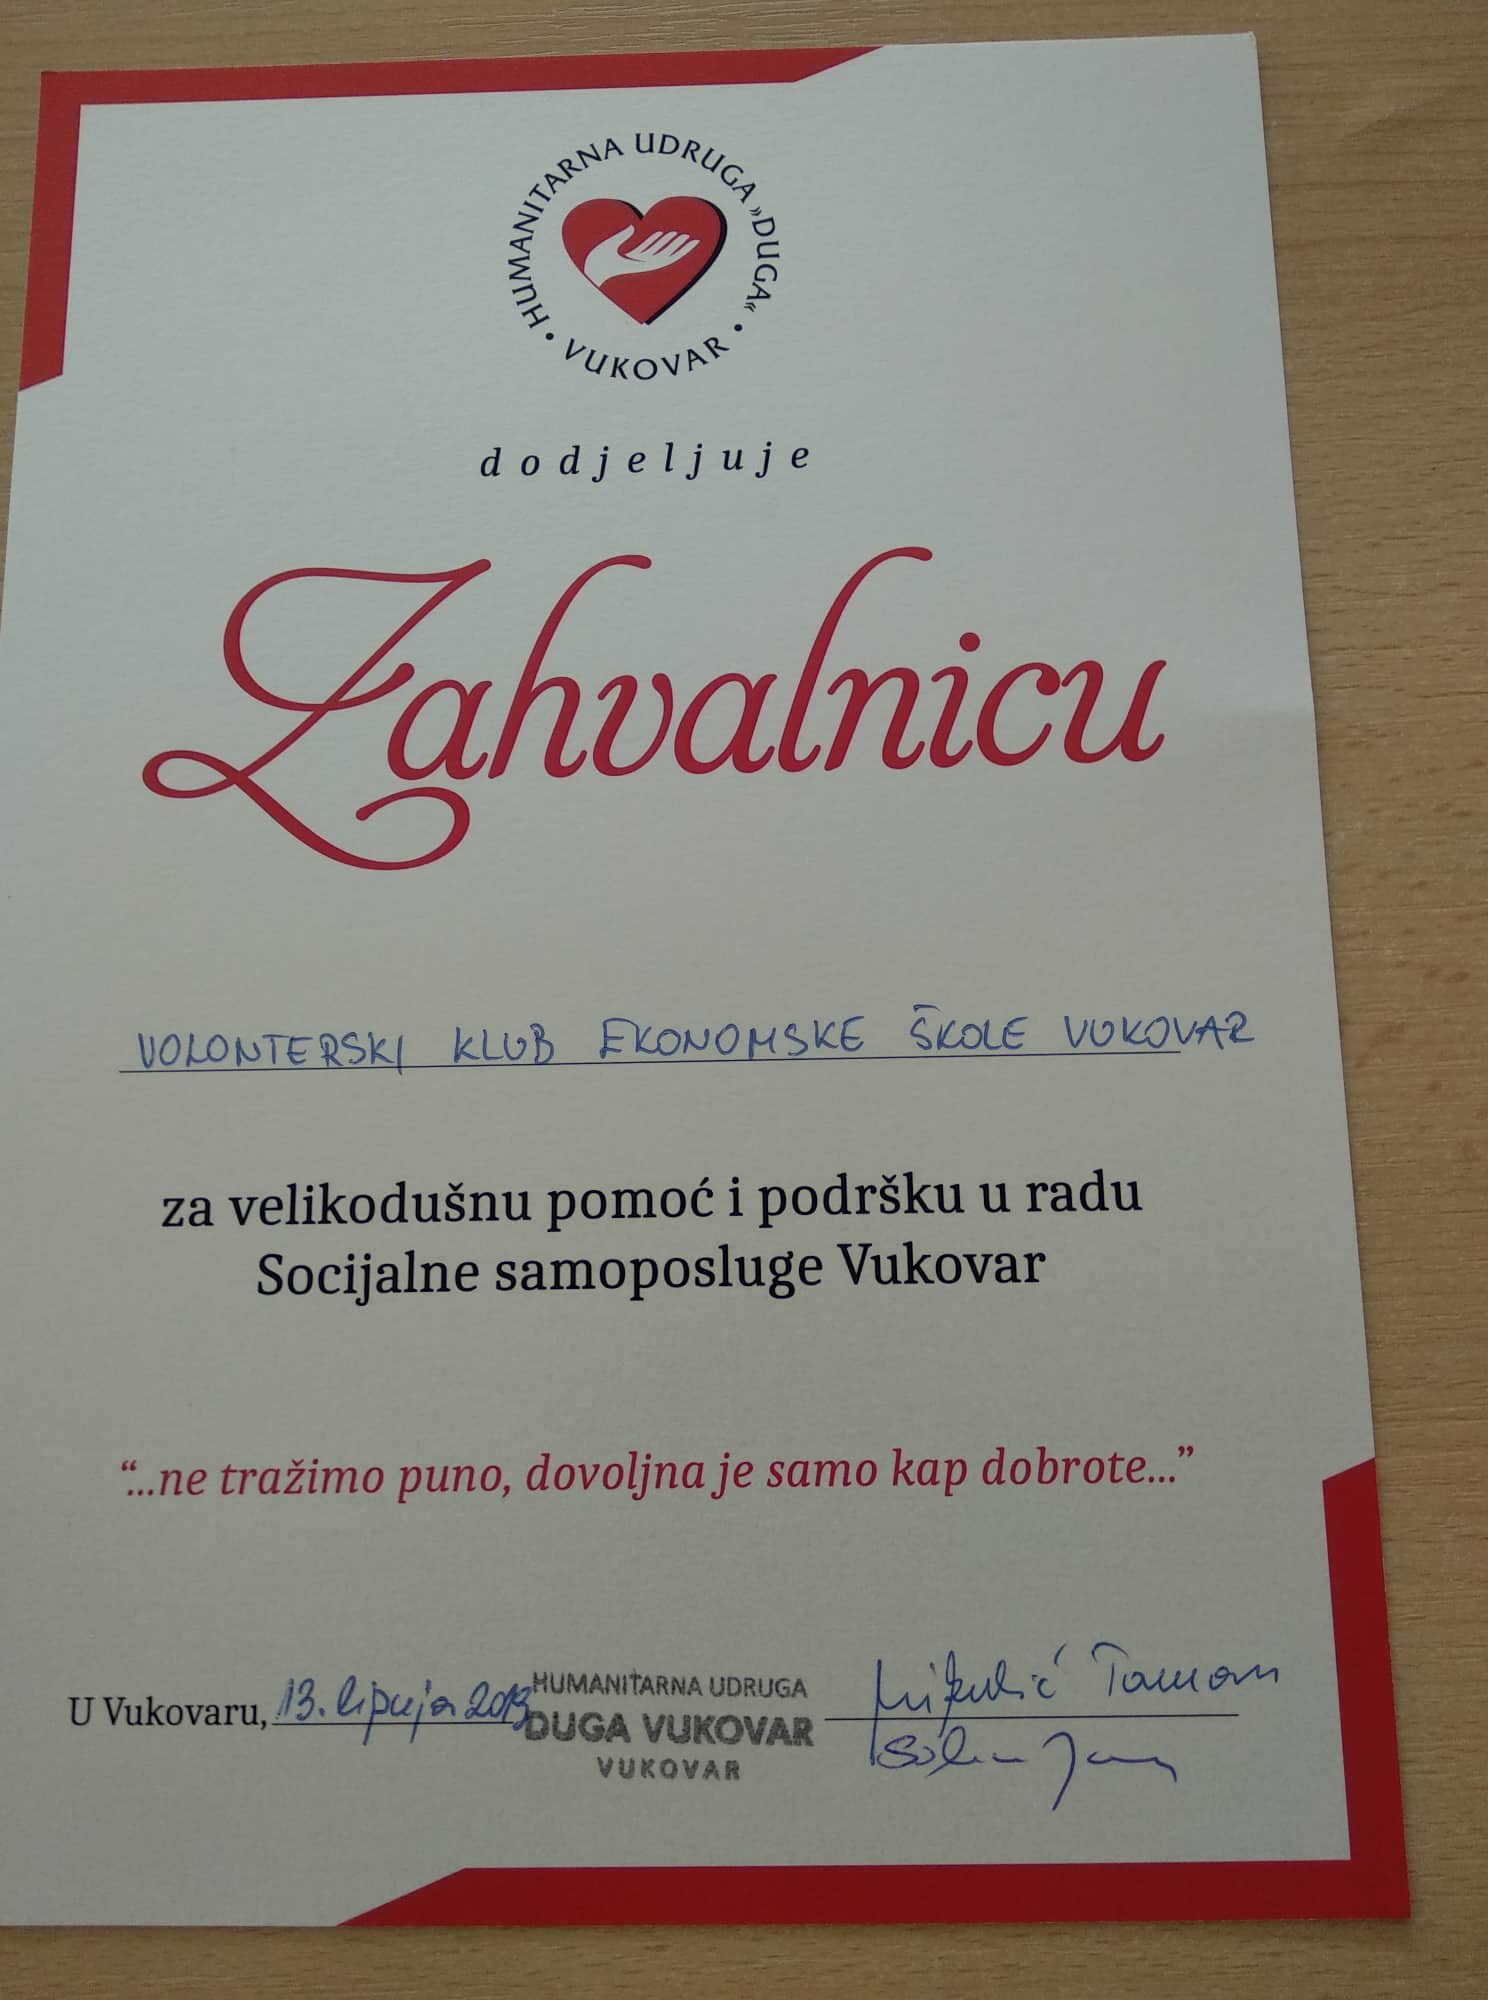 HUMANITARNA UDRUGA »DUGA«
• VUKOVAR •
dodjeljuje
Zahvalnicu
VOLONTERSKI KLUB EKONOMSKE ŠKOLE VUKOVAR
za velikodušnu pomoć i podršku u radu
Socijalne samoposluge Vukovar
“...ne tražimo puno, dovoljna je samo kap dobrote...”
U Vukovaru, 13. lipnja
HUMANITARNA UDRUGA
DUGA VUKOVAR
VUKOVAR
Mikulić